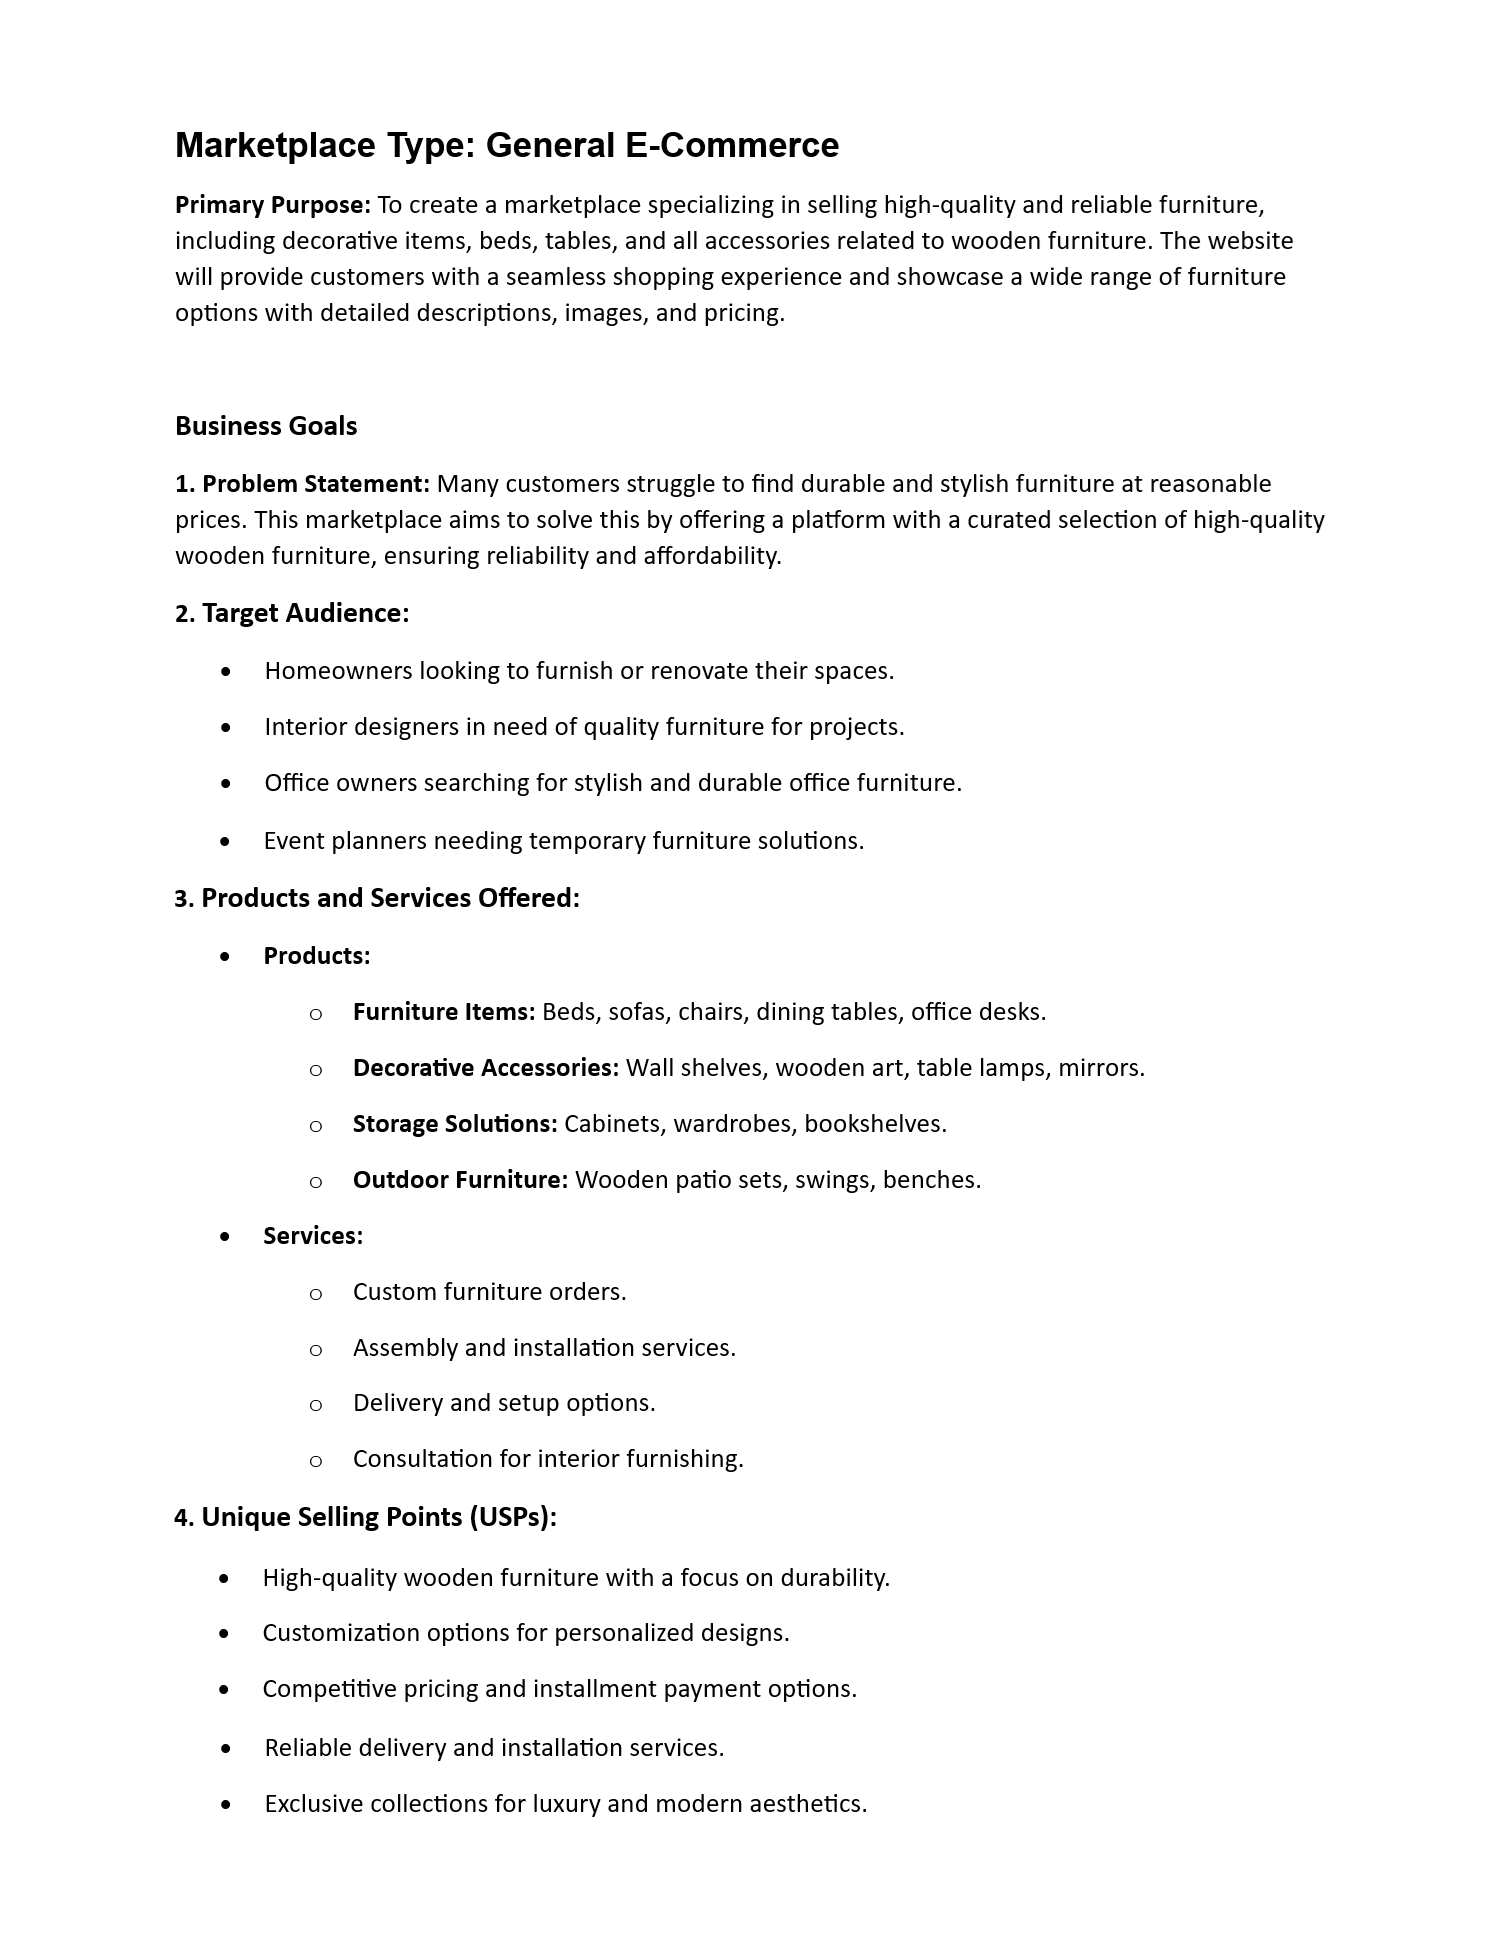 Marketplace Type: General E-Commerce
Primary Purpose: To create a marketplace specializing in selling high-quality and reliable furniture,
including decorative items, beds, tables, and all accessories related to wooden furniture. The website
will provide customers with a seamless shopping experience and showcase a wide range of furniture
options with detailed descriptions, images, and pricing.
Business Goals
1. Problem Statement: Many customers struggle to find durable and stylish furniture at reasonable
prices. This marketplace aims to solve this by offering a platform with a curated selection of high-quality
wooden furniture, ensuring reliability and affordability.
2. Target Audience:
• Homeowners looking to furnish or renovate their spaces.
• Interior designers in need of quality furniture for projects.
• Office owners searching for stylish and durable office furniture.
• Event planners needing temporary furniture solutions.
3. Products and Services Offered:
• Products:
o Furniture Items: Beds, sofas, chairs, dining tables, office desks.
o Decorative Accessories: Wall shelves, wooden art, table lamps, mirrors.
o Storage Solutions: Cabinets, wardrobes, bookshelves.
o Outdoor Furniture: Wooden patio sets, swings, benches.
• Services:
o Custom furniture orders.
o Assembly and installation services.
o Delivery and setup options.
o Consultation for interior furnishing.
4. Unique Selling Points (USPs):
• High-quality wooden furniture with a focus on durability.
• Customization options for personalized designs.
• Competitive pricing and installment payment options.
• Reliable delivery and installation services.
• Exclusive collections for luxury and modern aesthetics.